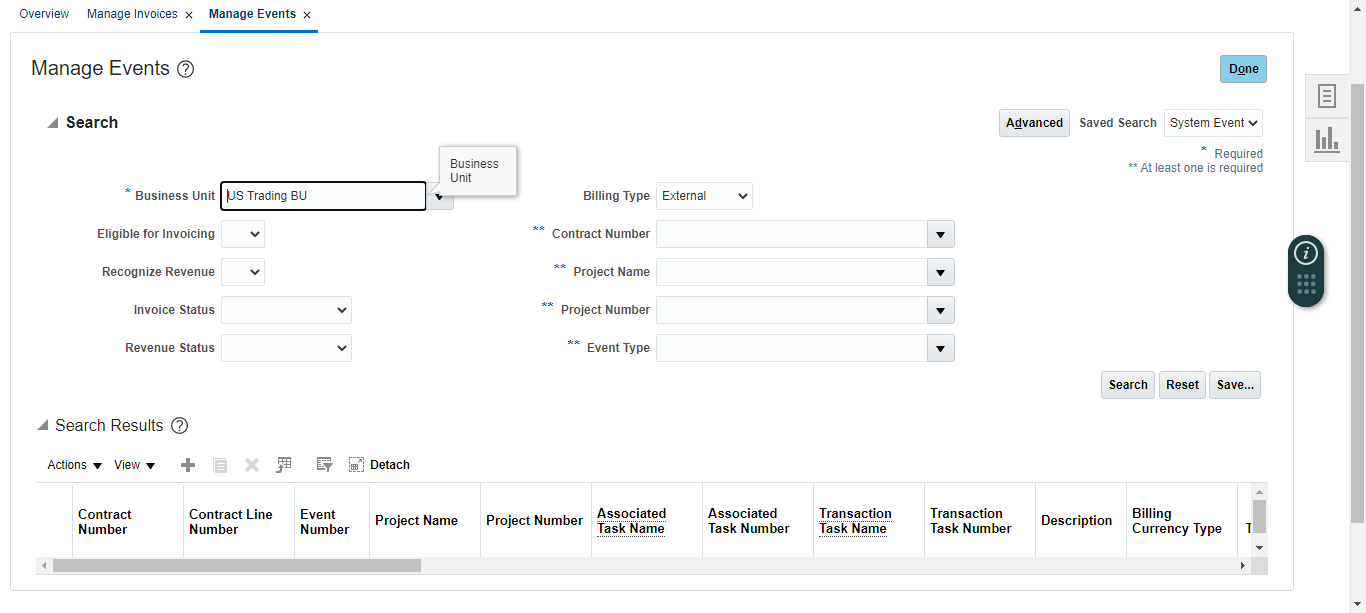 Overview Manage Invoices × Manage Events ×
Manage Events ?
Done
Search
Advanced Saved Search System Event
* Required
** At least one is required
Business Unit
* Business Unit US Trading BU
Billing Type External
Eligible for Invoicing
** Contract Number
Recognize Revenue
** Project Name
Invoice Status
** Project Number
Revenue Status
** Event Type
Search Reset Save...
Search Results ?
Actions View Detach
Contract Number
Contract Line Number
Event Number
Project Name
Project Number
Associated Task Name
Associated Task Number
Transaction Task Name
Transaction Task Number
Description
Billing Currency Type